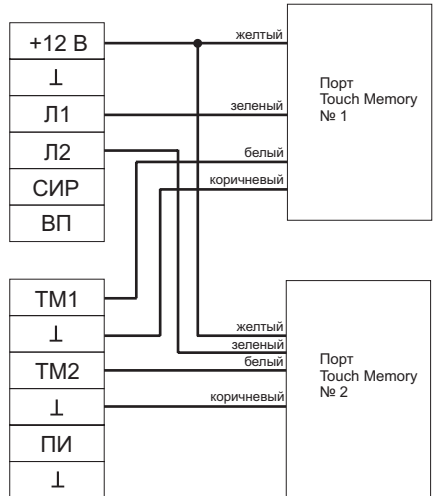 +12 В
⊥
Л1
Л2
СИР
ВП
желтый
зеленый
белый
коричневый
Порт
Touch Memory
№ 1
ТМ1
⊥
ТМ2
⊥
ПИ
⊥
желтый
зеленый
белый
коричневый
Порт
Touch Memory
№ 2